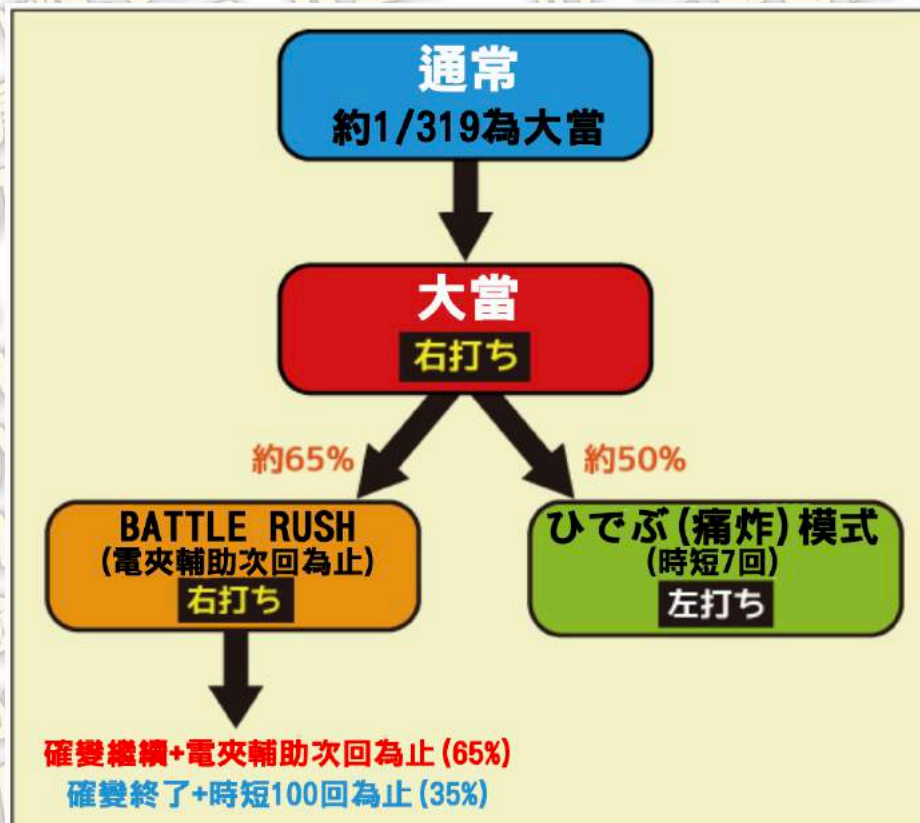 通常
約1/319為大當
大當
右打ち
約65%
約50%
BATTLE RUSH
(電夾輔助次回為止)
右打ち
ひでぶ(痛炸)模式
(時短7回)
左打ち
確變繼續+電夾輔助次回為止(65%)
確變終了+時短100回為止(35%)